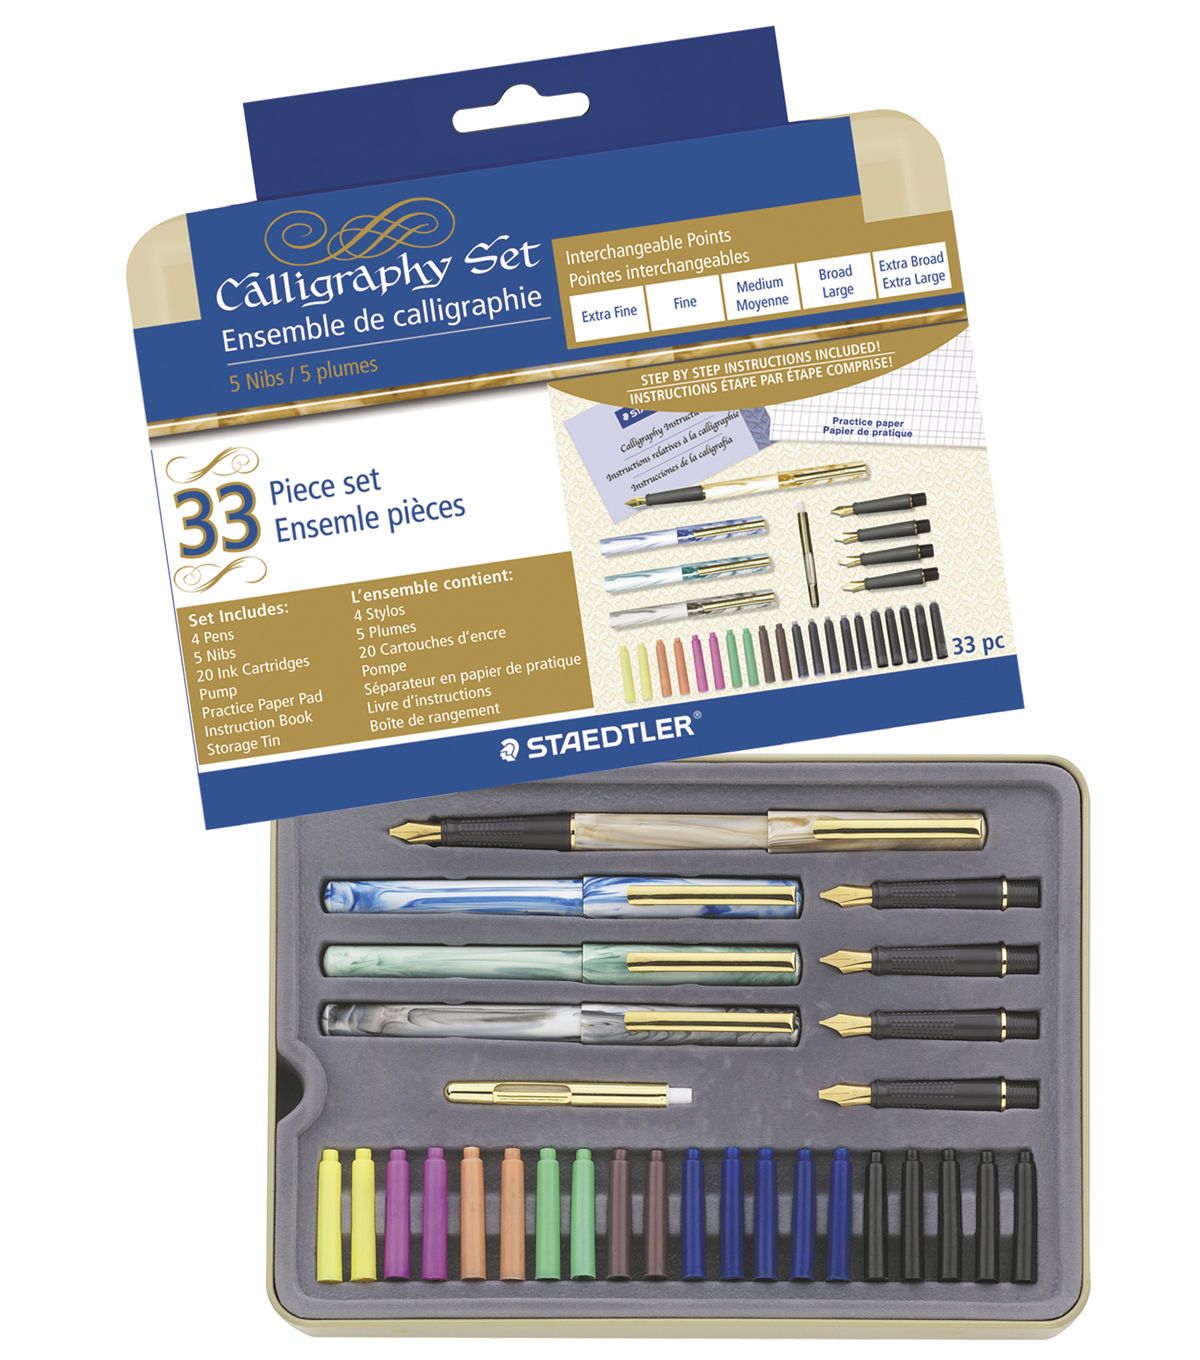 Calligraphy Set
Ensemble de calligraphie
5 Nibs / 5 plumes
Interchangeable Points
Pointes interchangeables
Extra Fine
Fine
Medium
Moyenne
Broad
Large
Extra Broad
Extra Large
STEP BY STEP INSTRUCTIONS INCLUDED!
INSTRUCTIONS ÉTAPE PAR ÉTAPE COMPRISE!
Calligraphy Instruct
Instructions relatives à la calligraphie
Instrucciones de la caligrafía
Practice paper
Papier de pratique
33
Piece set
Ensemle pièces
Set Includes:
4 Pens
5 Nibs
20 Ink Cartridges
Pump
Practice Paper Pad
Instruction Book
Storage Tin
L'ensemble contient:
4 Stylos
5 Plumes
20 Cartouches d'encre
Pompe
Séparateur en papier de pratique
Livre d'instructions
Boîte de rangement
33 pc
STAEDTLER®